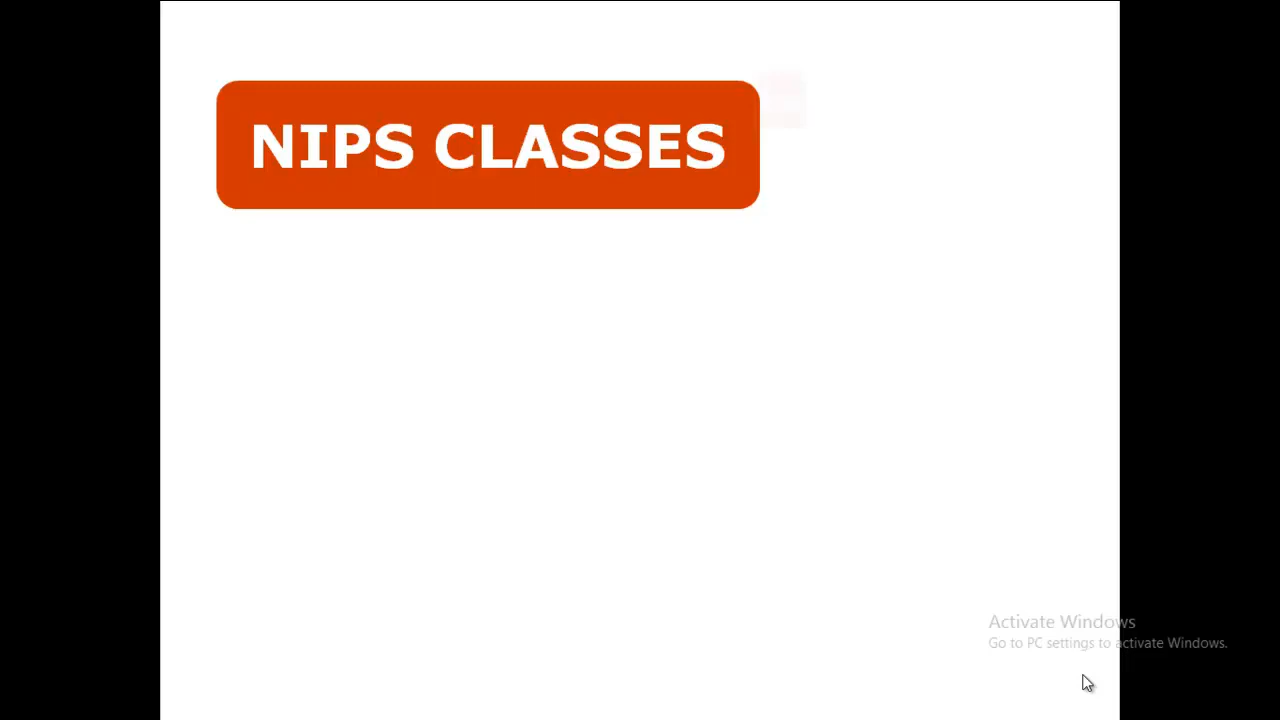 NIPS CLASSES
Activate Windows
Go to PC settings to activate Windows.